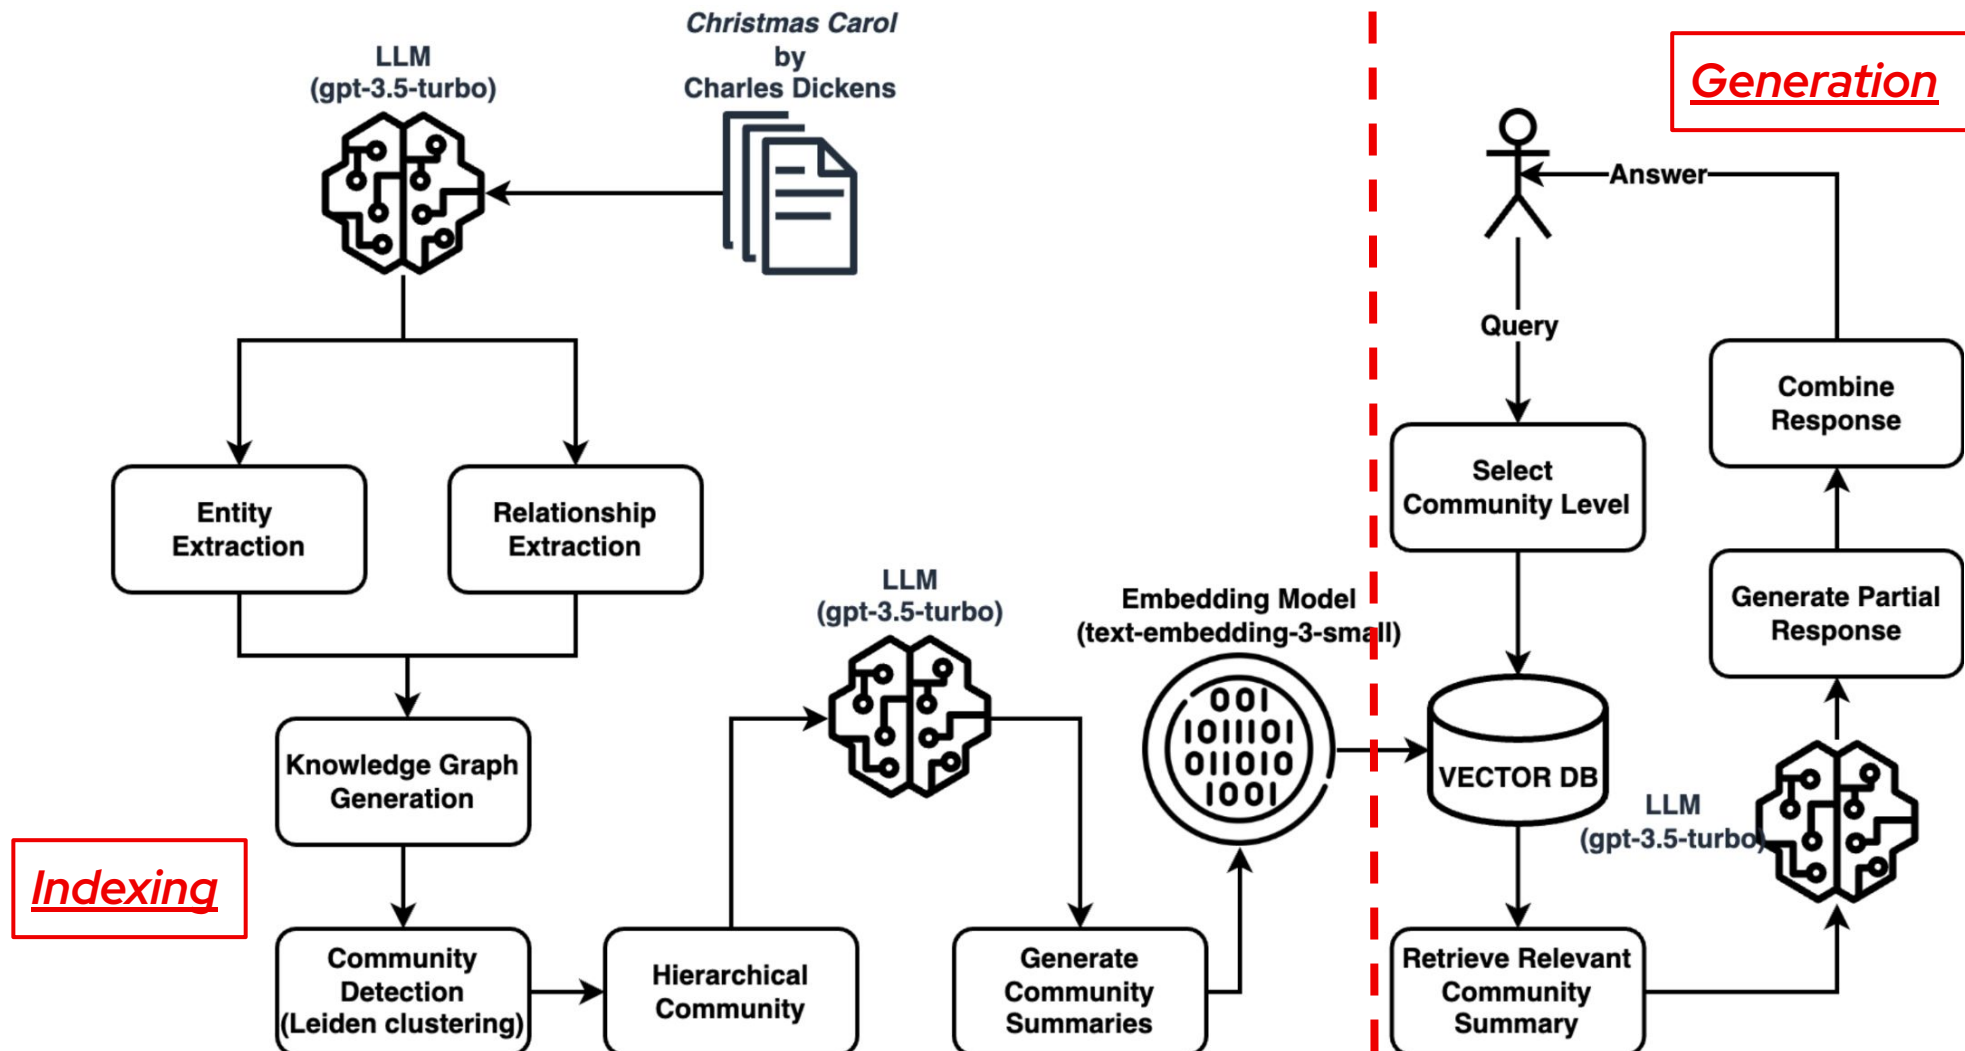 Christmas Carol
by
Charles Dickens
LLM
(gpt-3.5-turbo)
Entity
Extraction
Relationship
Extraction
Knowledge Graph
Generation
Indexing
Community
Detection
(Leiden clustering)
Hierarchical
Community
LLM
(gpt-3.5-turbo)
Generate
Community
Summaries
Embedding Model
(text-embedding-3-small)
001
1011101
011010
1001
Generation
Answer
Query
Select
Community Level
VECTOR DB
Retrieve Relevant
Community
Summary
LLM
(gpt-3.5-turbo)
Generate Partial
Response
Combine
Response